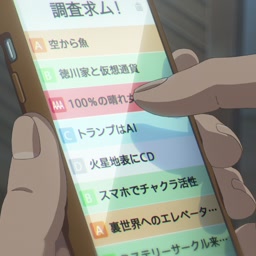 調査求ム!
A 空から魚
B 徳川家と仮想通貨
100%の晴れ女
C トランプはAI
D 火星地表にCD
B スマホでチャクラ活性
A 裏世界へのエレベータ…
ミステリーサークル来…